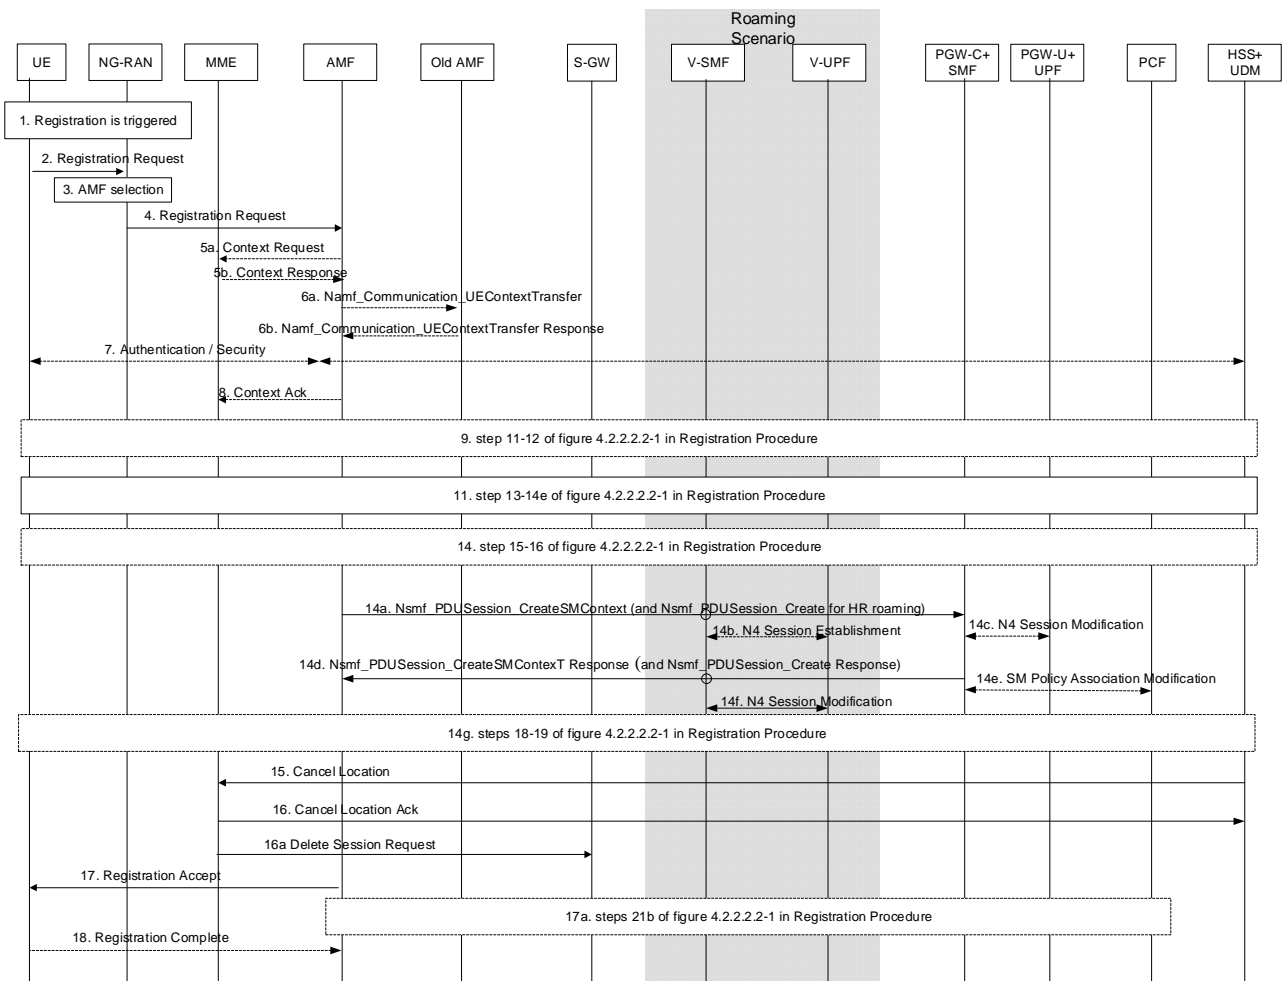 Roaming
Scenario
UE
NG-RAN
MME
AMF
Old AMF
S-GW
V-SMF
V-UPF
PGW-C+
SMF
PGW-U+
UPF
PCF
HSS+
UDM
1. Registration is triggered
2. Registration Request
3. AMF selection
4. Registration Request
5a. Context Request
5b. Context Response
6a. Namf_Communication_UEContextTransfer
6b. Namf_Communication_UEContextTransfer Response
7. Authentication / Security
8. Context Ack
9. step 11-12 of figure 4.2.2.2.2-1 in Registration Procedure
11. step 13-14e of figure 4.2.2.2.2-1 in Registration Procedure
14. step 15-16 of figure 4.2.2.2.2-1 in Registration Procedure
14a. Nsmf_PDUSession_CreateSMContext (and Nsmf_PDUSession_Create for HR roaming)
14b. N4 Session Establishment
14c. N4 Session Modification
14d. Nsmf_PDUSession_CreateSMContexT Response (and Nsmf_PDUSession_Create Response)
14e. SM Policy Association Modification
14f. N4 Session Modification
14g. steps 18-19 of figure 4.2.2.2.2-1 in Registration Procedure
15. Cancel Location
16. Cancel Location Ack
16a Delete Session Request
17. Registration Accept
17a. steps 21b of figure 4.2.2.2.2-1 in Registration Procedure
18. Registration Complete